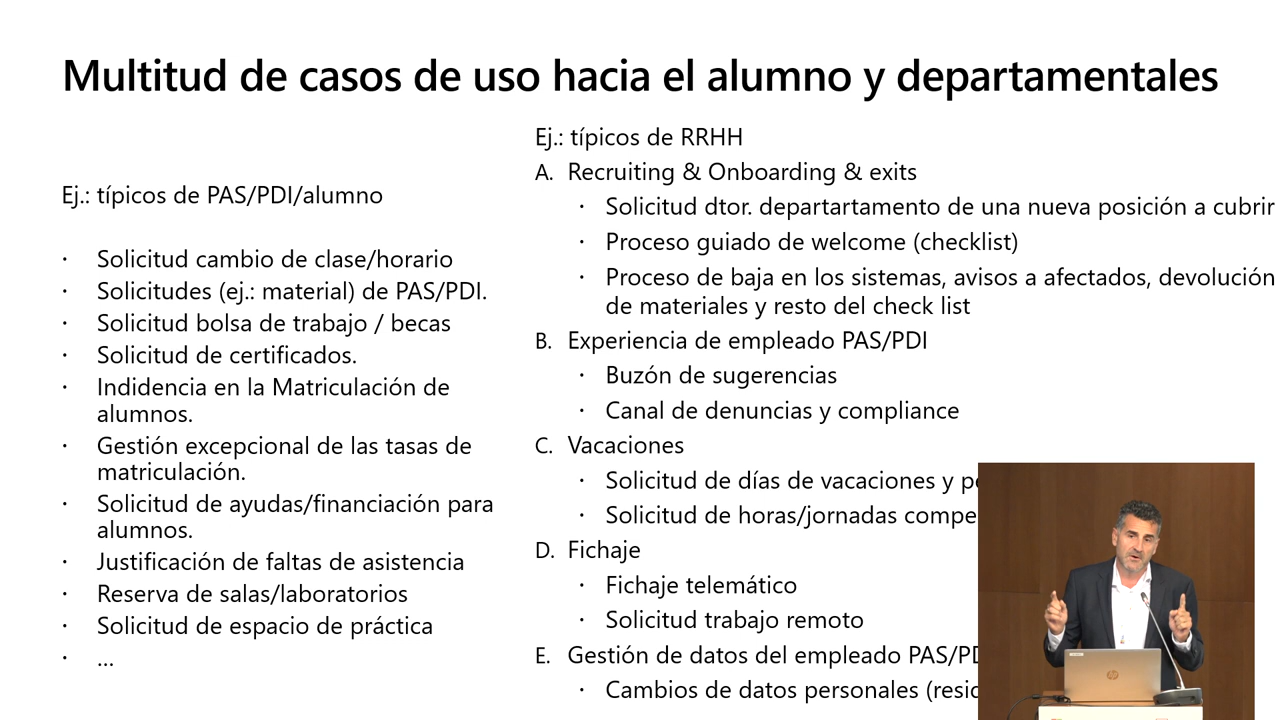 Multitud de casos de uso hacia el alumno y departamentales
Ej.: típicos de PAS/PDI/alumno
· Solicitud cambio de clase/horario
· Solicitudes (ej.: material) de PAS/PDI.
· Solicitud bolsa de trabajo / becas
· Solicitud de certificados.
· Indidencia en la Matriculación de
alumnos.
· Gestión excepcional de las tasas de
matriculación.
· Solicitud de ayudas/financiación para
alumnos.
· Justificación de faltas de asistencia
· Reserva de salas/laboratorios
· Solicitud de espacio de práctica
· ...
Ej.: típicos de RRHH
A. Recruiting & Onboarding & exits
· Solicitud dtor. departartamento de una nueva posición a cubrir
· Proceso guiado de welcome (checklist)
· Proceso de baja en los sistemas, avisos a afectados, devolución
de materiales y resto del check list
B. Experiencia de empleado PAS/PDI
· Buzón de sugerencias
· Canal de denuncias y compliance
C. Vacaciones
· Solicitud de días de vacaciones y
· Solicitud de horas/jornadas
D. Fichaje
· Fichaje telemático
· Solicitud trabajo remoto
E. Gestión de datos del empleado
· Cambios de datos personales
hp